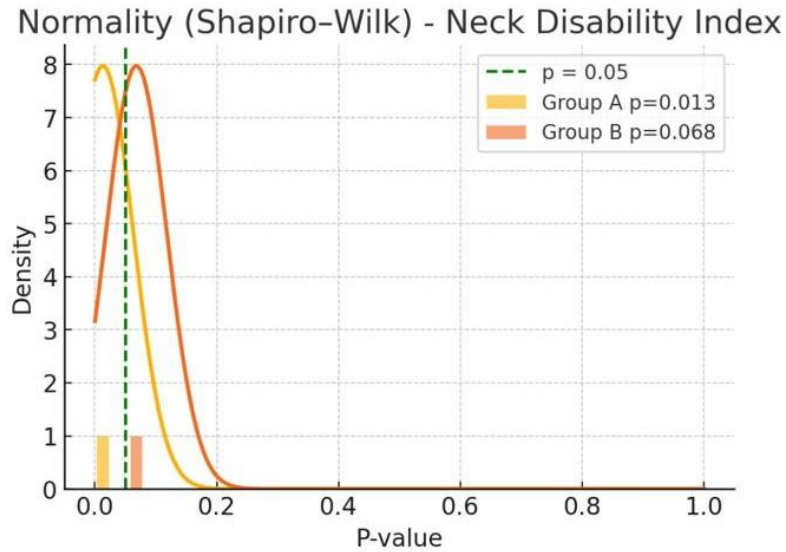 Normality (Shapiro–Wilk) - Neck Disability Index
p = 0.05
Group A p=0.013
Group B p=0.068
8
7
6
5
4
3
2
1
0
Density
0.0 0.2 0.4 0.6 0.8 1.0
P-value